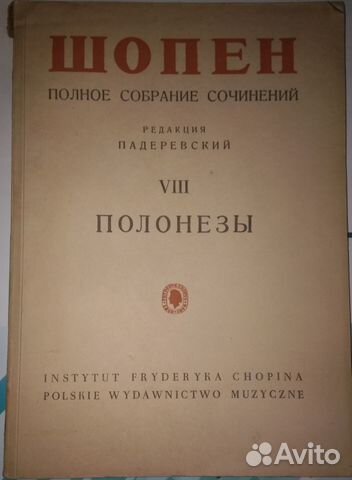 ШОПЕН
ПОЛНОЕ СОБРАНИЕ СОЧИНЕНИЙ
РЕДАКЦИЯ
ПАДЕРЕВСКИЙ
VIII
ПОЛОНЕЗЫ
INSTYTUT FRYDERYKA CHOPINA
POLSKIE WYDAWNICTWO MUZYCZNE
Avito